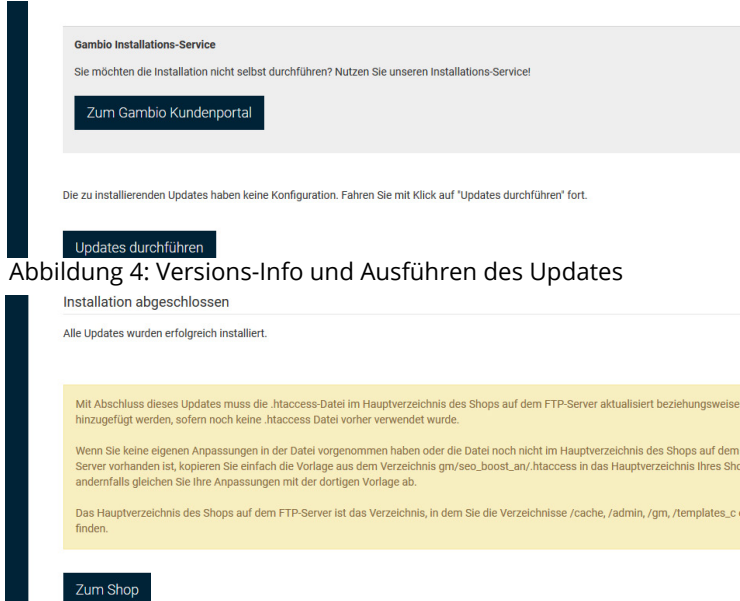 Gambio Installations-Service
Sie möchten die Installation nicht selbst durchführen? Nutzen Sie unseren Installations-Service!
Zum Gambio Kundenportal
Die zu installierenden Updates haben keine Konfiguration. Fahren Sie mit Klick auf "Updates durchführen" fort.
Updates durchführen
Abbildung 4: Versions-Info und Ausführen des Updates
Installation abgeschlossen
Alle Updates wurden erfolgreich installiert.
Mit Abschluss dieses Updates muss die .htaccess-Datei im Hauptverzeichnis des Shops auf dem FTP-Server aktualisiert beziehungsweise
hinzugefügt werden, sofern noch keine .htaccess Datei vorher verwendet wurde.
Wenn Sie keine eigenen Anpassungen in der Datei vorgenommen haben oder die Datei noch nicht im Hauptverzeichnis des Shops auf dem
Server vorhanden ist, kopieren Sie einfach die Vorlage aus dem Verzeichnis gm/seo_boost_an/.htaccess in das Hauptverzeichnis Ihres
andernfalls gleichen Sie Ihre Anpassungen mit der dortigen Vorlage ab.
Das Hauptverzeichnis des Shops auf dem FTP-Server ist das Verzeichnis, in dem Sie die Verzeichnisse /cache, /admin, /gm, /templates_c
finden.
Zum Shop